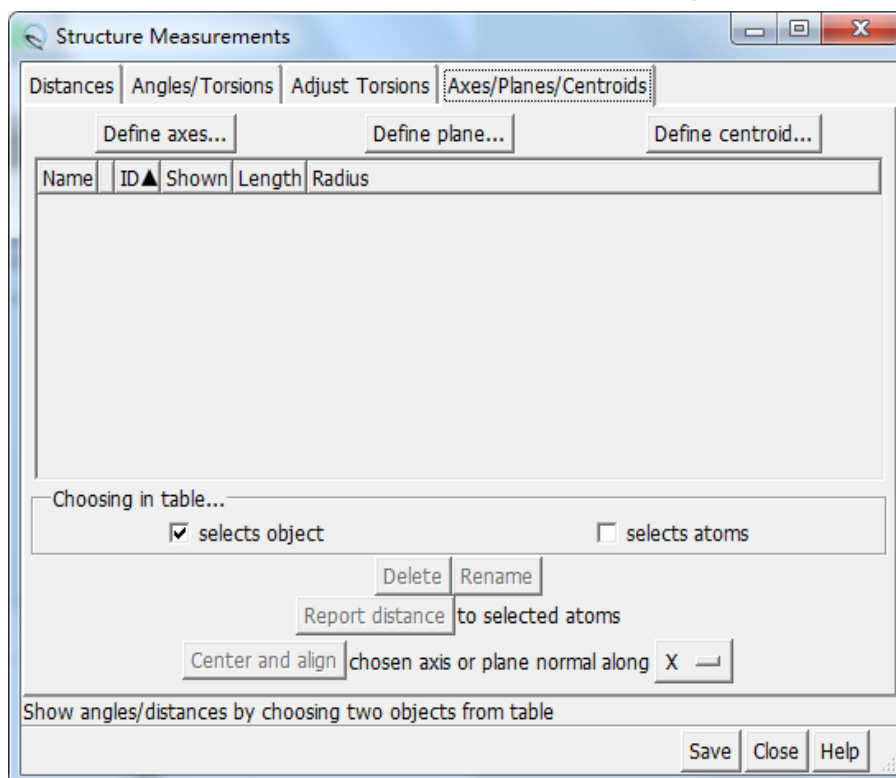 Structure Measurements
Distances Angles/Torsions Adjust Torsions Axes/Planes/Centroids
Define axes... Define plane... Define centroid...
Name ID▲ Shown Length Radius
Choosing in table...
selects object selects atoms
Delete Rename
Report distance to selected atoms
Center and align chosen axis or plane normal along X
Show angles/distances by choosing two objects from table
Save Close Help